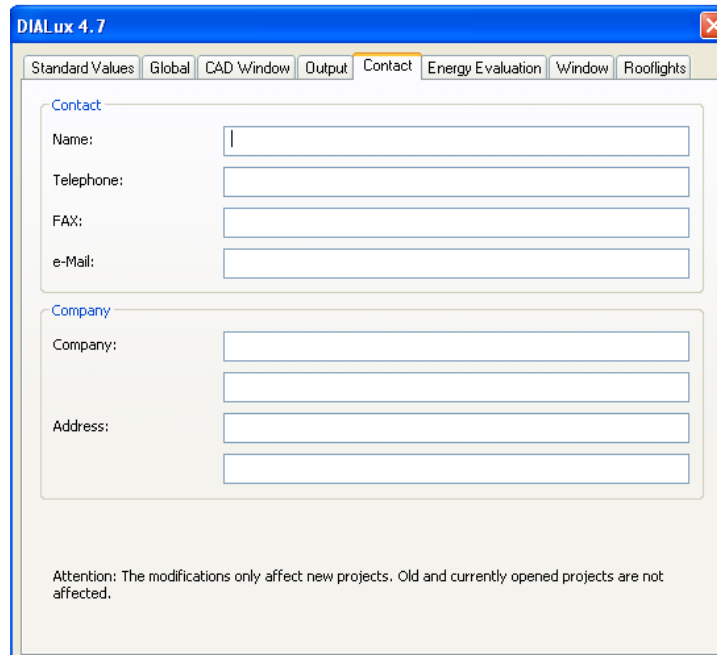 DIALux 4.7
Standard Values Global CAD Window Output Contact Energy Evaluation Window Rooflights
Contact
Name:
Telephone:
FAX:
e-Mail:
Company
Company:
Address:
Attention: The modifications only affect new projects. Old and currently opened projects are not
affected.